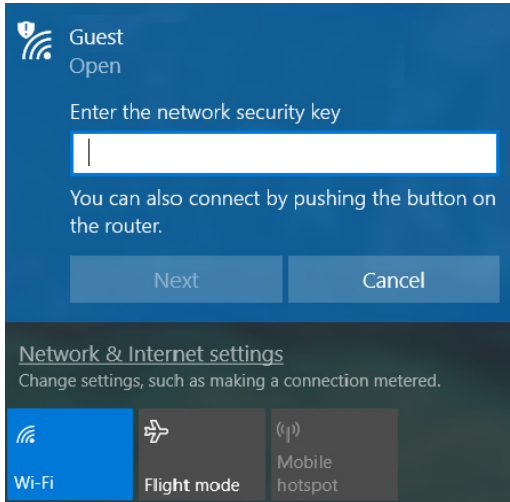 Guest
Open
Enter the network security key
You can also connect by pushing the button on
the router.
Next
Cancel
Network & Internet settings
Change settings, such as making a connection metered.
Wi-Fi
Flight mode
Mobile
hotspot